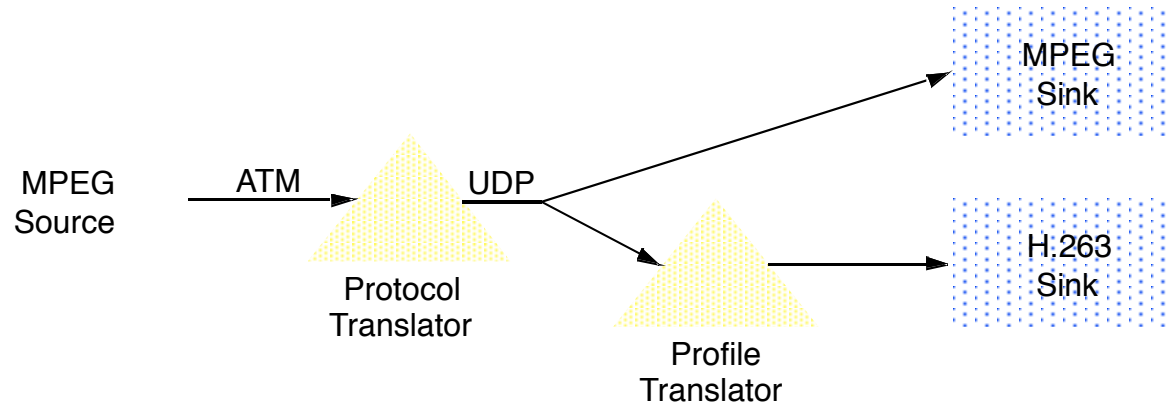 MPEG
Source
ATM
Protocol
Translator
UDP
MPEG
Sink
Profile
Translator
H.263
Sink